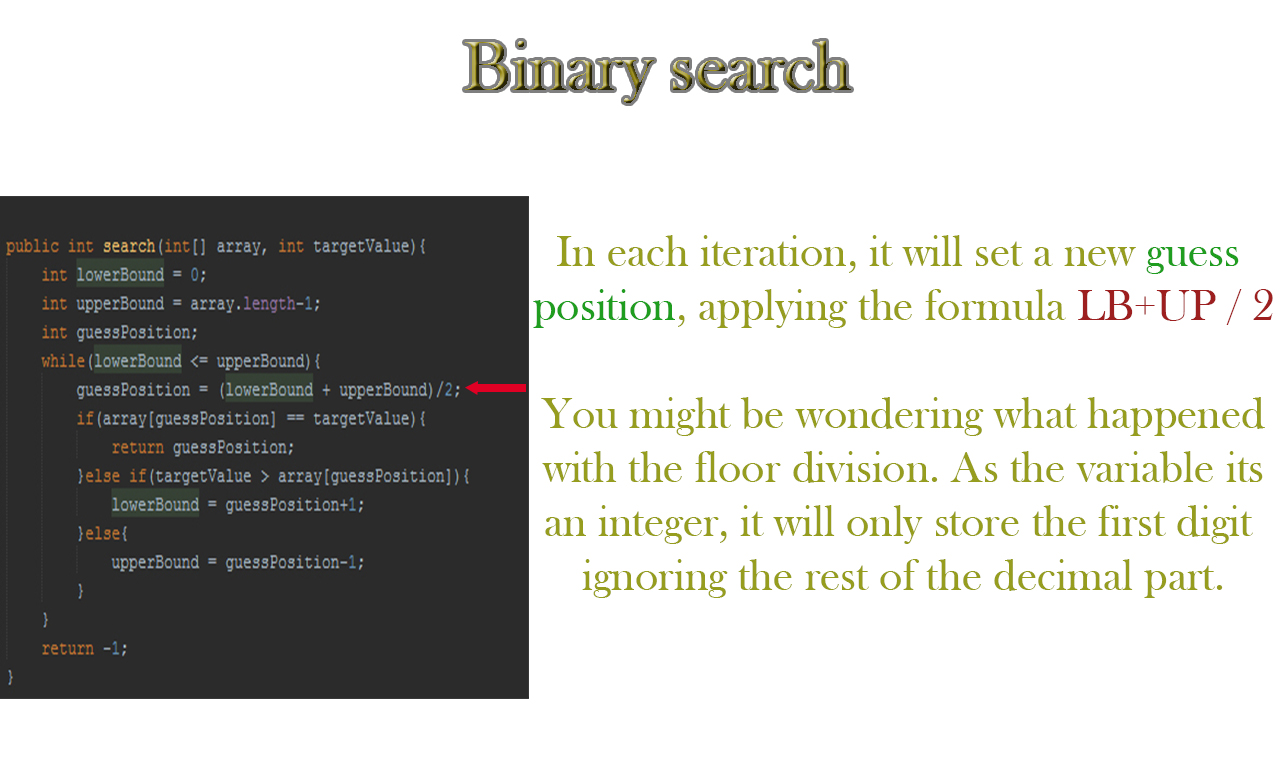 Binary search
public int search(int[] array, int targetValue){
int lowerBound = 0;
int upperBound = array.length-1;
int guessPosition;
while(lowerBound <= upperBound){
guessPosition = (lowerBound + upperBound)/2;
if(array[guessPosition] == targetValue){
return guessPosition;
}else if(targetValue > array[guessPosition]){
lowerBound = guessPosition+1;
}else{
upperBound = guessPosition-1;
}
}
return -1;
}
In each iteration, it will set a new guess
position, applying the formula LB+UP / 2
You might be wondering what happened
with the floor division. As the variable its
an integer, it will only store the first digit
ignoring the rest of the decimal part.